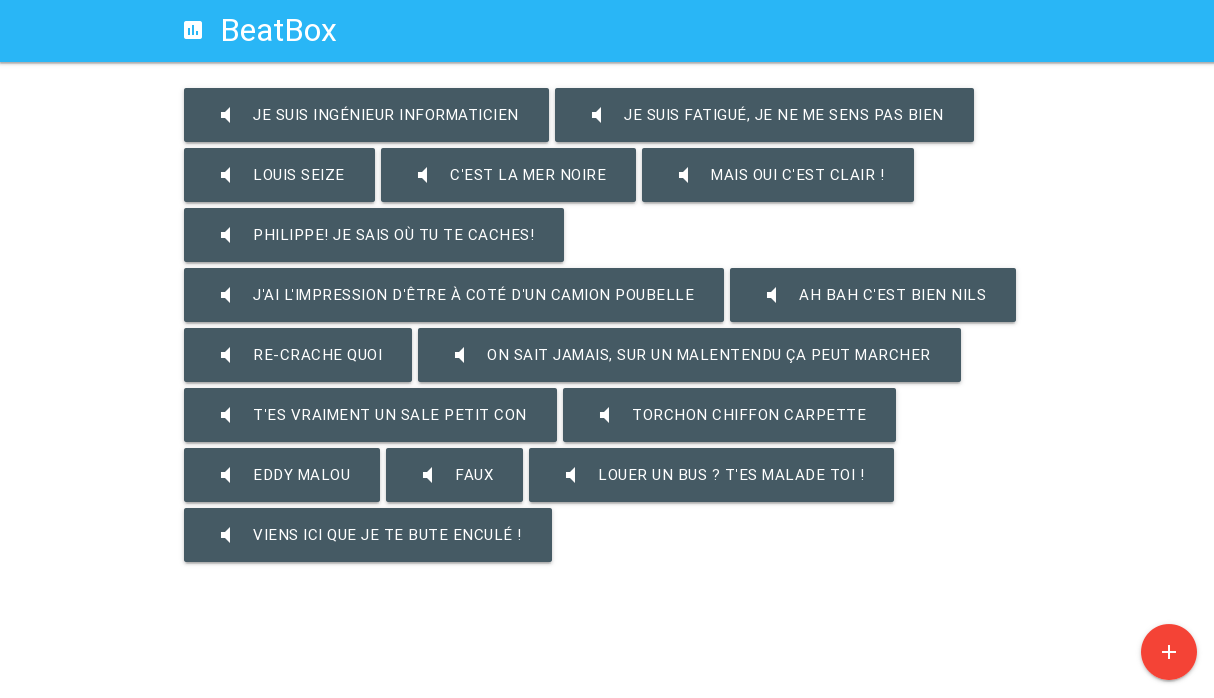 BeatBox
JE SUIS INGÉNIEUR INFORMATICIEN
JE SUIS FATIGUÉ, JE NE ME SENS PAS BIEN
LOUIS SEIZE
C'EST LA MER NOIRE
MAIS OUI C'EST CLAIR !
PHILIPPE! JE SAIS OÙ TU TE CACHES!
J'AI L'IMPRESSION D'ÊTRE À COTÉ D'UN CAMION POUBELLE
AH BAH C'EST BIEN NILS
RE-CRACHE QUOI
ON SAIT JAMAIS, SUR UN MALENTENDU ÇA PEUT MARCHER
T'ES VRAIMENT UN SALE PETIT CON
TORCHON CHIFFON CARPETTE
EDDY MALOU
FAUX
LOUER UN BUS ? T'ES MALADE TOI !
VIENS ICI QUE JE TE BUTE ENCULÉ !